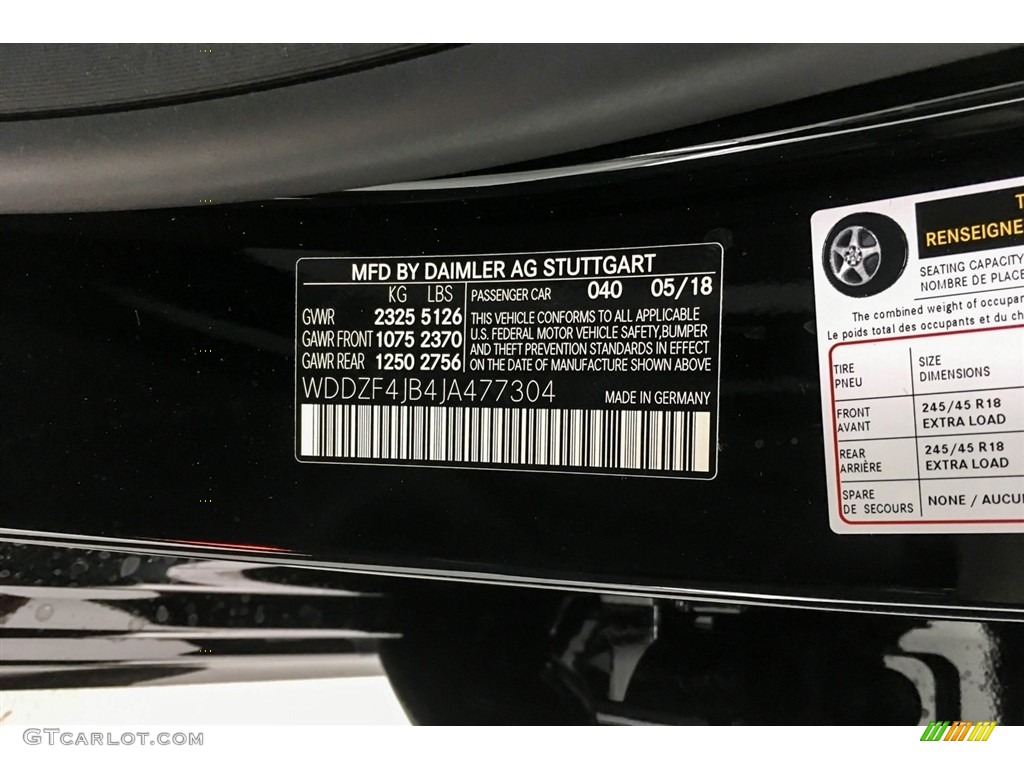 MFD BY DAIMLER AG STUTTGART
KG LBS PASSENGER CAR 040 05/18
GVWR 2325 5126
GAWR FRONT 1075 2370
GAWR REAR 1250 2756
THIS VEHICLE CONFORMS TO ALL APPLICABLE
U.S. FEDERAL MOTOR VEHICLE SAFETY,BUMPER
AND THEFT PREVENTION STANDARDS IN EFFECT
ON THE DATE OF MANUFACTURE SHOWN ABOVE
WDDZF4JB4JA477304 MADE IN GERMANY
T
RENSEIGNE
SEATING CAPACITY
NOMBRE DE PLACE
The combined weight of occupan
Le poids total des occupants et du ch
TIRE SIZE
PNEU DIMENSIONS
FRONT 245/45 R18
AVANT EXTRA LOAD
REAR 245/45 R18
ARRIÈRE EXTRA LOAD
SPARE NONE / AUCU
DE SECOURS
GTCARLOT.COM